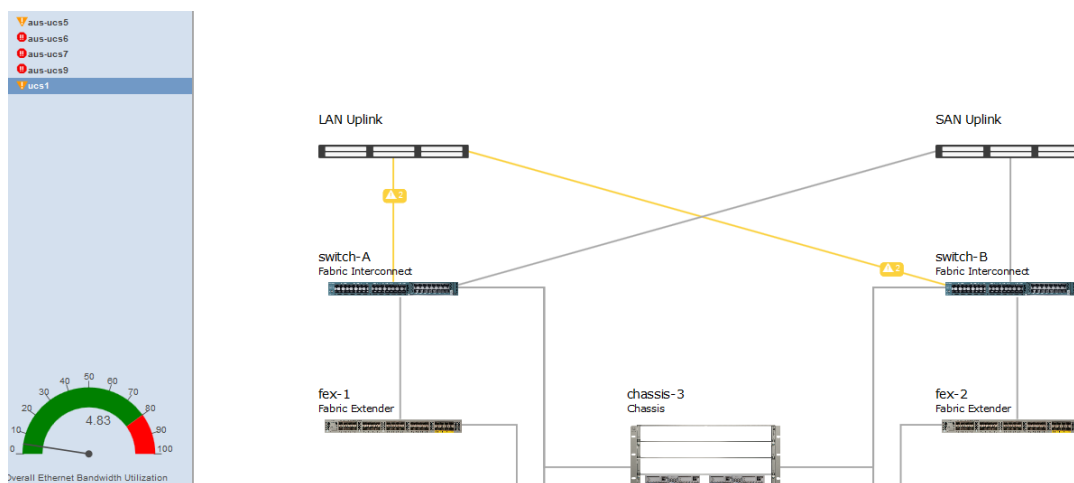 aus-ucs5
aus-ucs6
aus-ucs7
aus-ucs9
ucs1
LAN Uplink
SAN Uplink
2
switch-A
Fabric Interconnect
switch-B
Fabric Interconnect
2
fex-1
Fabric Extender
chassis-3
Chassis
fex-2
Fabric Extender
0
10
20
30
40
50
60
70
80
90
100
4.83
Overall Ethernet Bandwidth Utilization